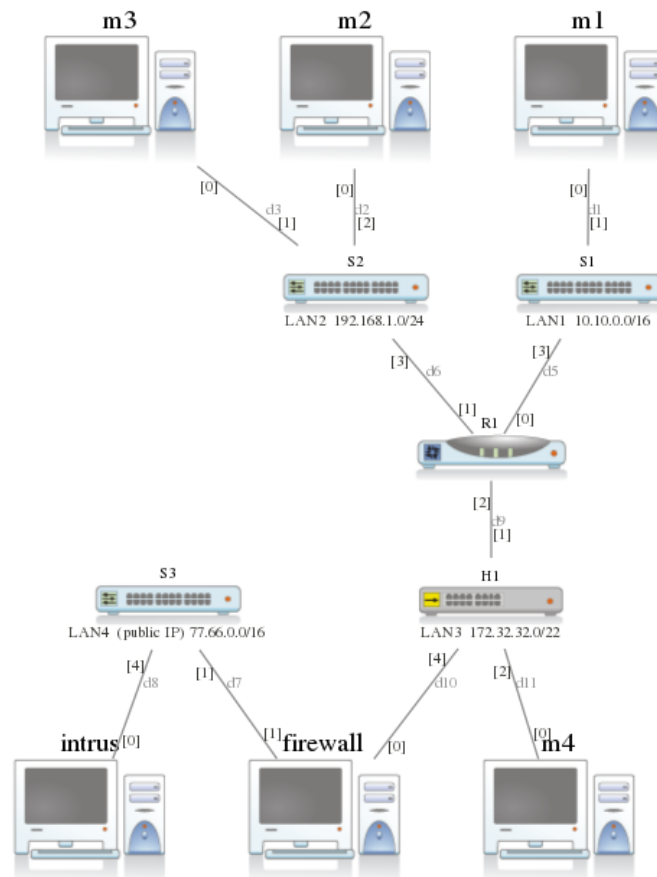 m3 m2 m1
[0] [0] [0]
d3 d2 d1
[1] [2] [1]
S2 S1
LAN2 192.168.1.0/24 LAN1 10.10.0.0/16
[3] d6 [3] d5
[1] [0]
R1
[2]
d9
[1]
S3 H1
LAN4 (public IP) 77.66.0.0/16 LAN3 172.32.32.0/22
[4] [1] [4] [2]
d8 d7 d10 d11
[0] [1] [0] [0]
intrus firewall m4